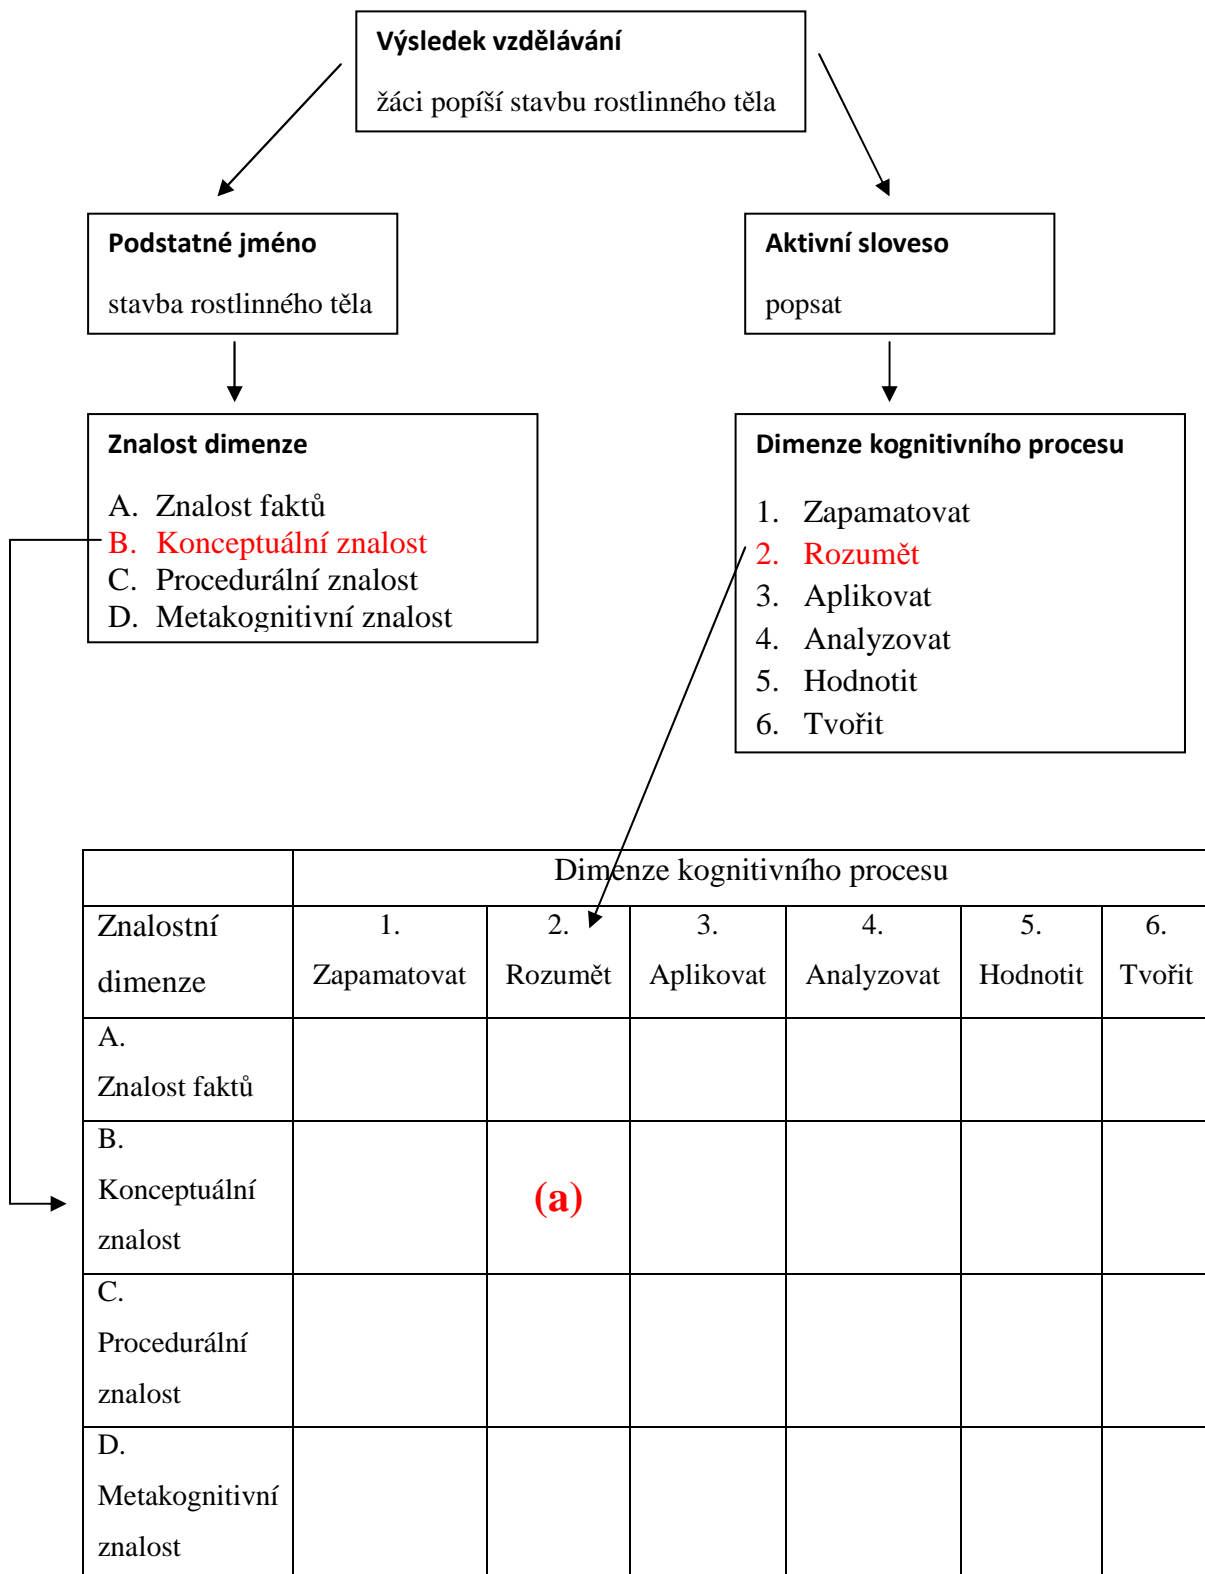 Výsledek vzdělávání
žáci popíší stavbu rostlinného těla
Podstatné jméno
stavba rostlinného těla
Aktivní sloveso
popsat
Znalost dimenze
A. Znalost faktů
B. Konceptuální znalost
C. Procedurální znalost
D. Metakognitivní znalost
Dimenze kognitivního procesu
1. Zapamatovat
2. Rozumět
3. Aplikovat
4. Analyzovat
5. Hodnotit
6. Tvořit
Dimenze kognitivního procesu
Znalostní
dimenze
1.
Zapamatovat
2.
Rozumět
3.
Aplikovat
4.
Analyzovat
5.
Hodnotit
6.
Tvořit
A.
Znalost faktů
B.
Konceptuální
znalost
(a)
C.
Procedurální
znalost
D.
Metakognitivní
znalost